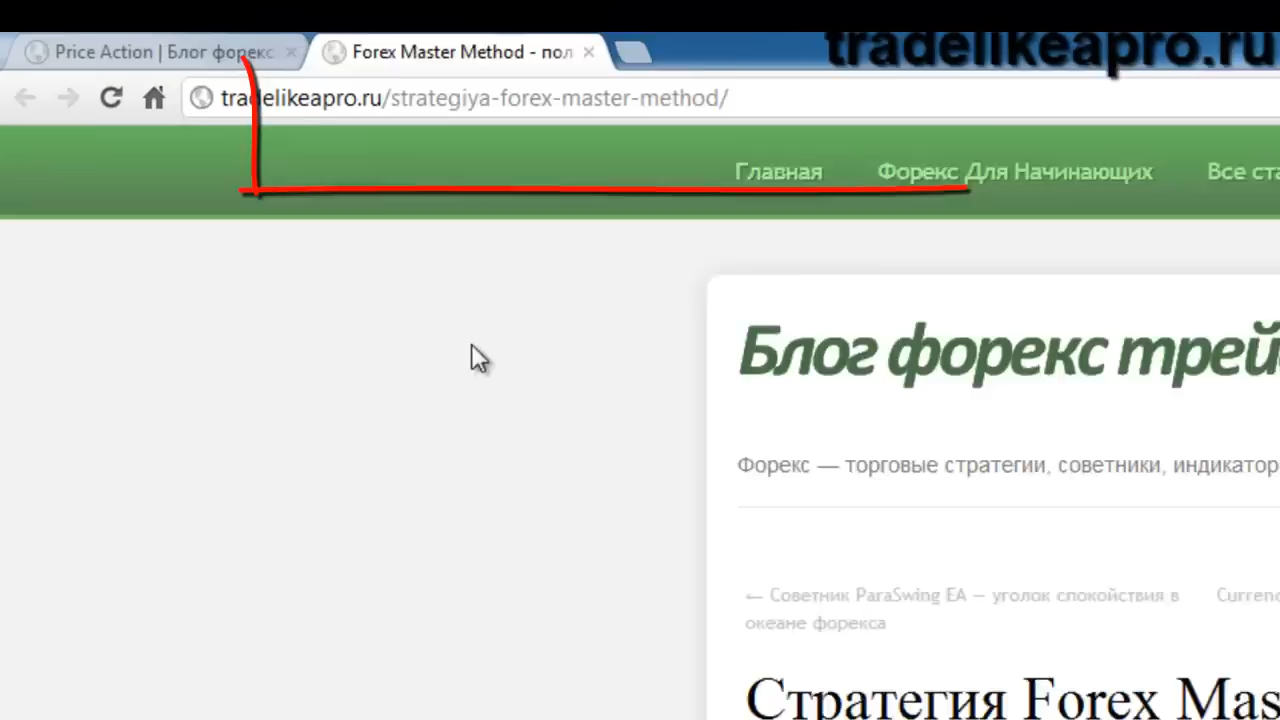 tradelikeapro.ru
Price Action | Блог форекс
Forex Master Method - пол
tradelikeapro.ru/strategiya-forex-master-method/
Главная Форекс Для Начинающих Все ста
Блог форекс трей
Форекс — торговые стратегии, советники, индикатор
← Советник ParaSwing EA — уголок спокойствия в
океане форекса
Currenc
Стратегия Forex Mas